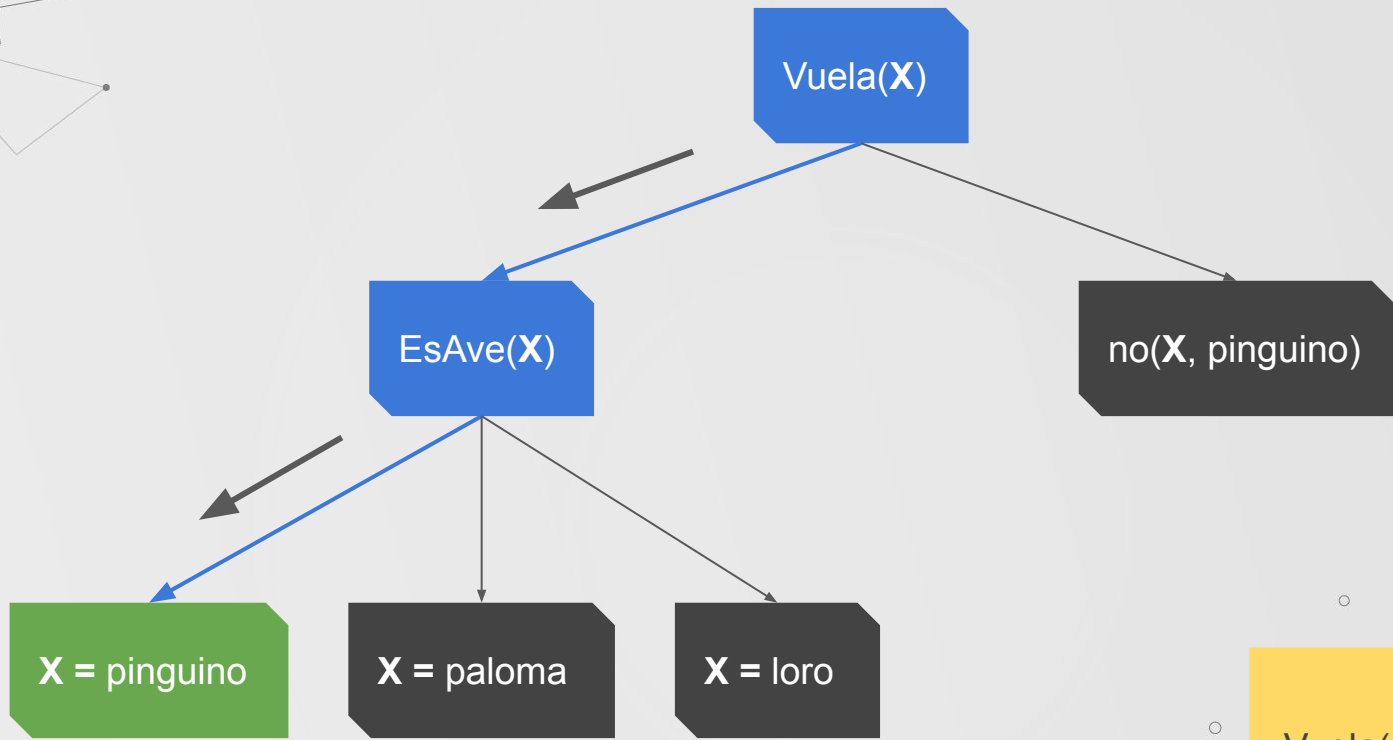 Vuela(X)
EsAve(X)
no(X, pinguino)
X = pinguino
X = paloma
X = loro